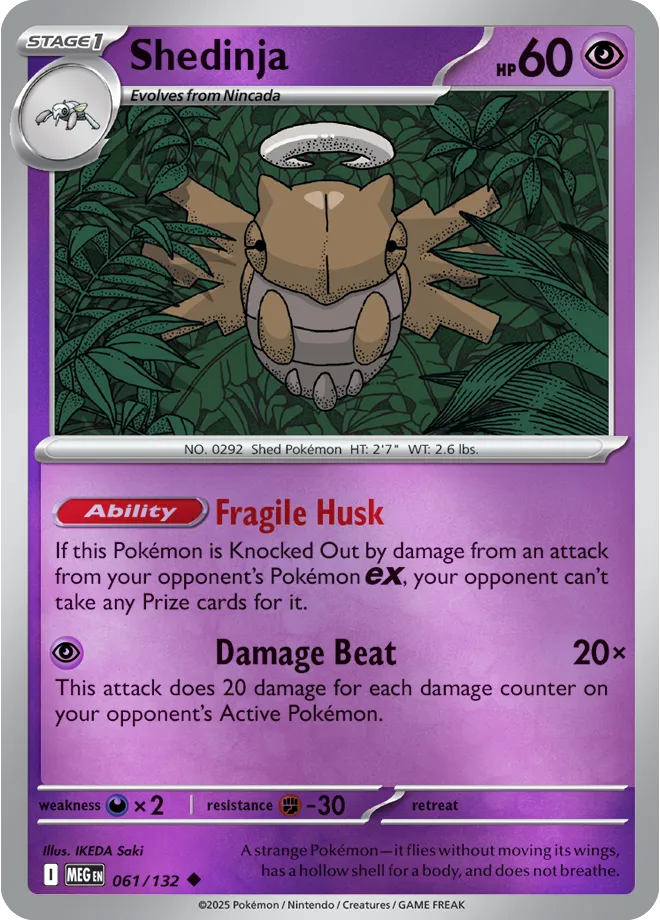 STAGE 1
Shedinja
HP 60
Evolves from Nincada
NO. 0292 Shed Pokémon HT: 2'7" WT: 2.6 lbs.
Ability Fragile Husk
If this Pokémon is Knocked Out by damage from an attack
from your opponent's Pokémon ex, your opponent can't
take any Prize cards for it.
Damage Beat 20×
This attack does 20 damage for each damage counter on
your opponent's Active Pokémon.
weakness ×2 resistance -30 retreat
Illus. IKEDA Saki
A strange Pokémon—it flies without moving its wings,
has a hollow shell for a body, and does not breathe.
I MEG EN 061/132
©2025 Pokémon / Nintendo / Creatures / GAME FREAK